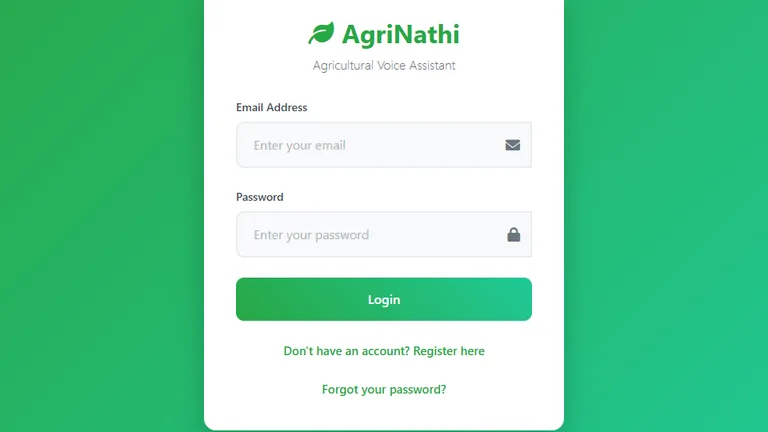 AgriNathi
Agricultural Voice Assistant
Email Address
Enter your email
Password
Enter your password
Login
Don't have an account? Register here
Forgot your password?